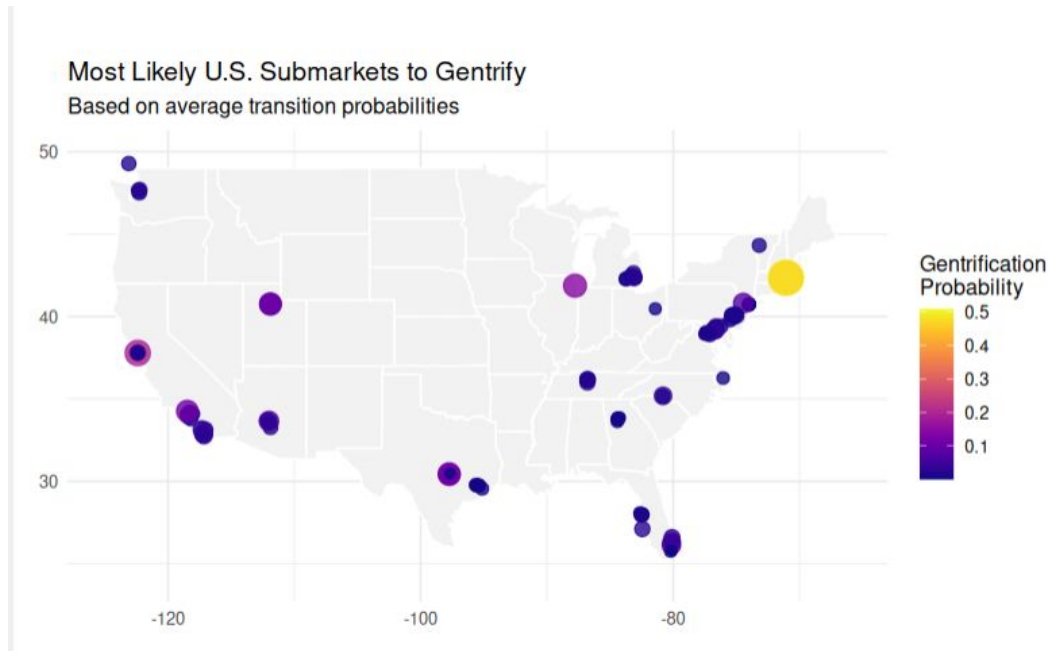 Most Likely U.S. Submarkets to Gentrify
Based on average transition probabilities
50
40
30
-120
-100
-80
Gentrification
Probability
0.5
0.4
0.3
0.2
0.1